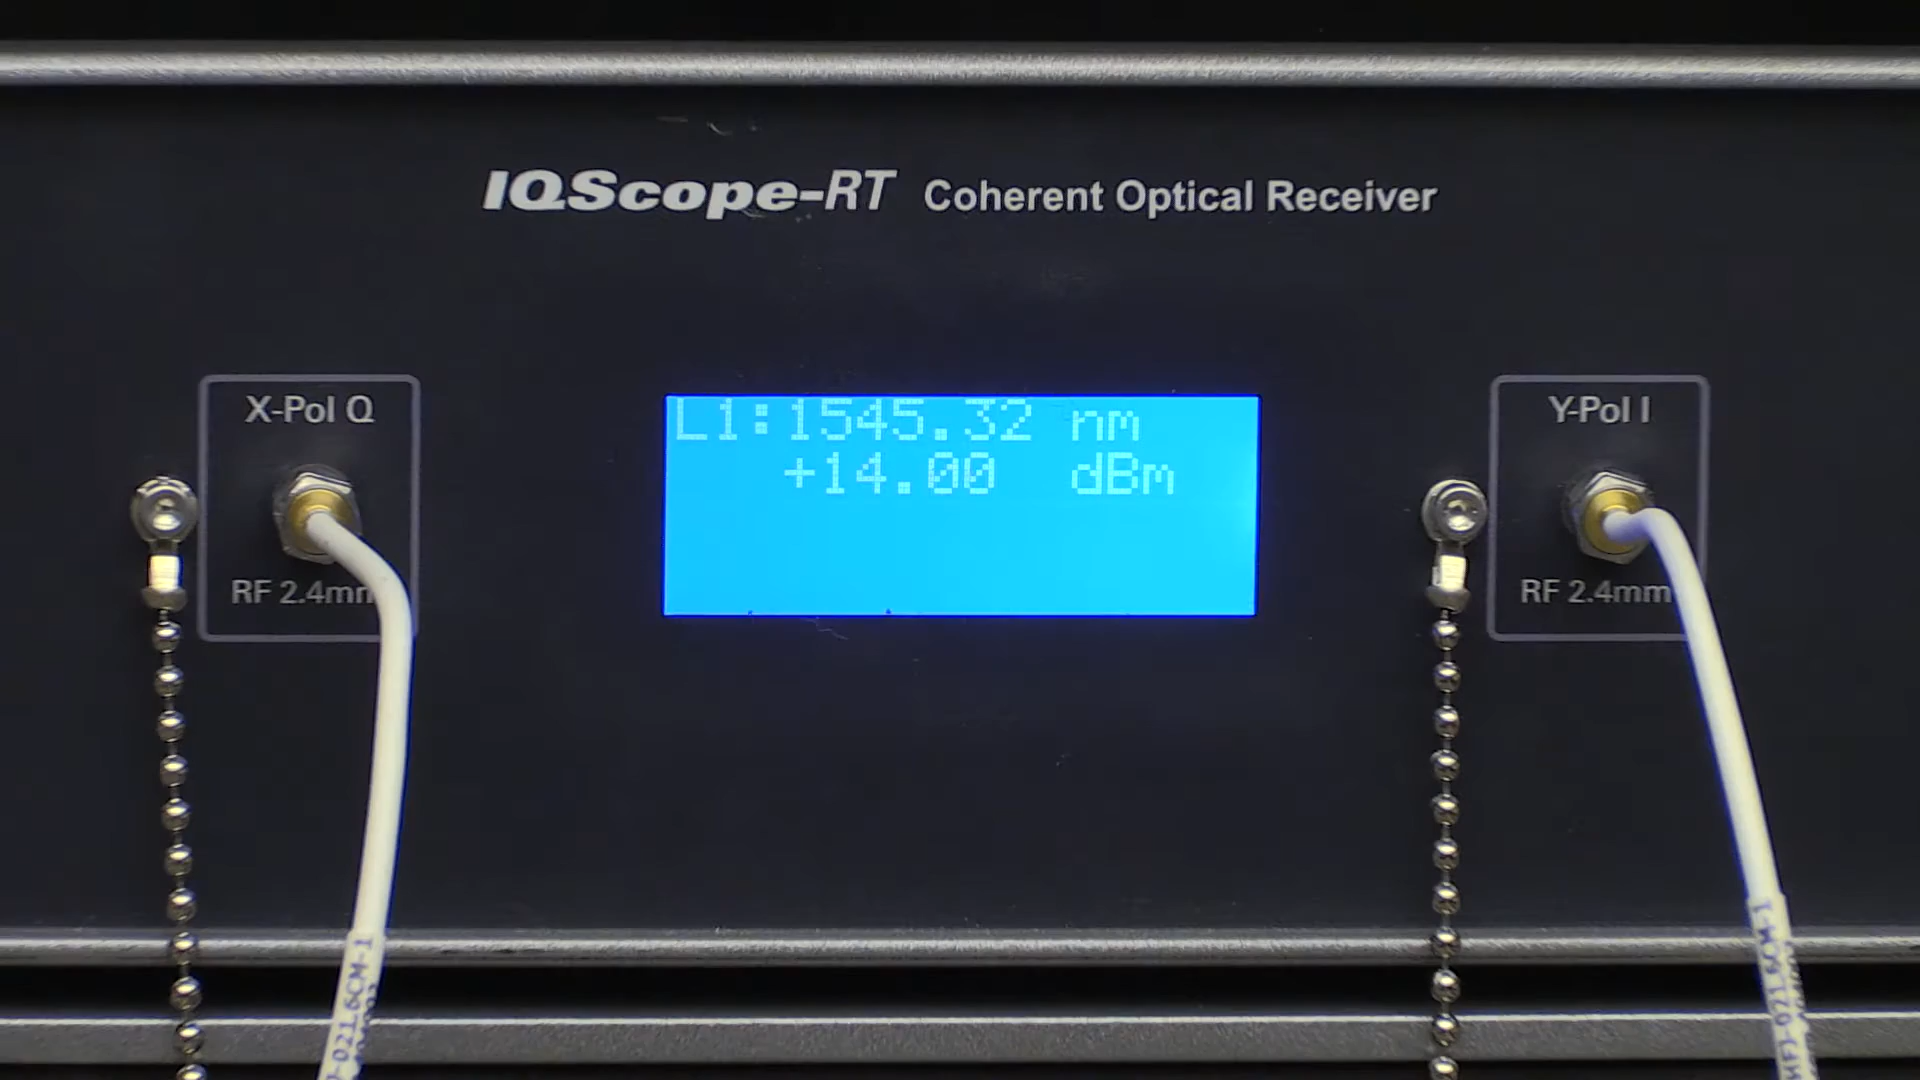 IQScope-RT Coherent Optical Receiver
X-Pol Q
RF 2.4mm
L1:1545.32 nm
+14.00 dBm
Y-Pol I
RF 2.4mm